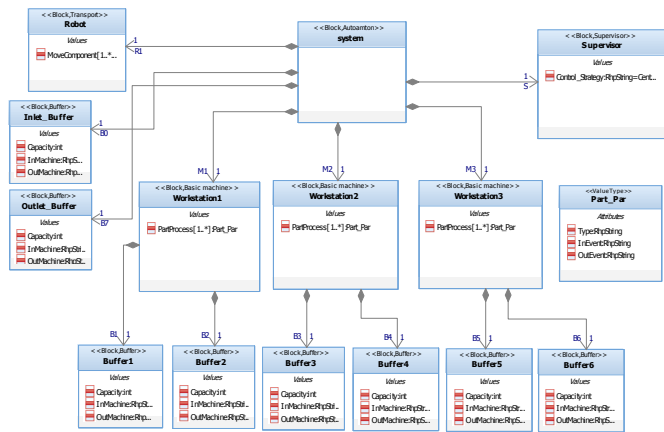 <<Block,Transport>>
Robot
Values
MoveComponent[1..*...
<<Block,Autoamton>>
system
<<Block,Supervisor>>
Supervisor
Values
Control_Strategy:RhpString=Cent...
1
R1
1
S
<<Block,Buffer>>
Inlet_Buffer
Values
Capacity:int
InMachine:RhpS...
OutMachine:Rhp...
1
B0
<<Block,Buffer>>
Outlet_Buffer
Values
Capacity:int
InMachine:RhpStri..
OutMachine:RhpSt...
1
B7
M1 1
M2 1
M3 1
<<Block,Basic machine>>
Workstation1
Values
PartProcess[1..*]:Part_Par
<<Block,Basic machine>>
Workstation2
Values
PartProcess[1..*]:Part_Par
<<Block,Basic machine>>
Workstation3
Values
PartProcess[1..*]:Part_Par
<<ValueType>>
Part_Par
Attributes
Type:RhpString
InEvent:RhpString
OutEvent:RhpString
B1 1
B2 1
B3 1
B4 1
B5 1
B6 1
<<Block,Buffer>>
Buffer1
Values
Capacity:int
InMachine:RhpSt...
OutMachine:Rhp...
<<Block,Buffer>>
Buffer2
Values
Capacity:int
InMachine:RhpStri..
OutMachine:RhpSt...
<<Block,Buffer>>
Buffer3
Values
Capacity:int
InMachine:RhpStri..
OutMachine:RhpSt...
<<Block,Buffer>>
Buffer4
Values
Capacity:int
InMachine:RhpStr...
OutMachine:RhpS...
<<Block,Buffer>>
Buffer5
Values
Capacity:int
InMachine:RhpStr...
OutMachine:RhpS...
<<Block,Buffer>>
Buffer6
Values
Capacity:int
InMachine:RhpStr...
OutMachine:RhpS...